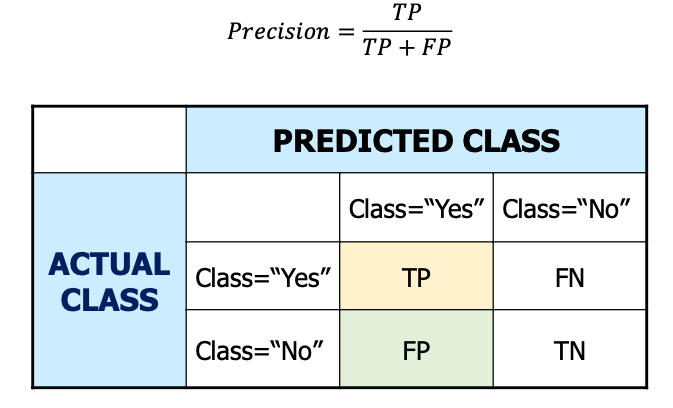 Precision = TP / TP + FP
PREDICTED CLASS
Class=“Yes” Class=“No”
ACTUAL CLASS
Class=“Yes” TP FN
Class=“No” FP TN